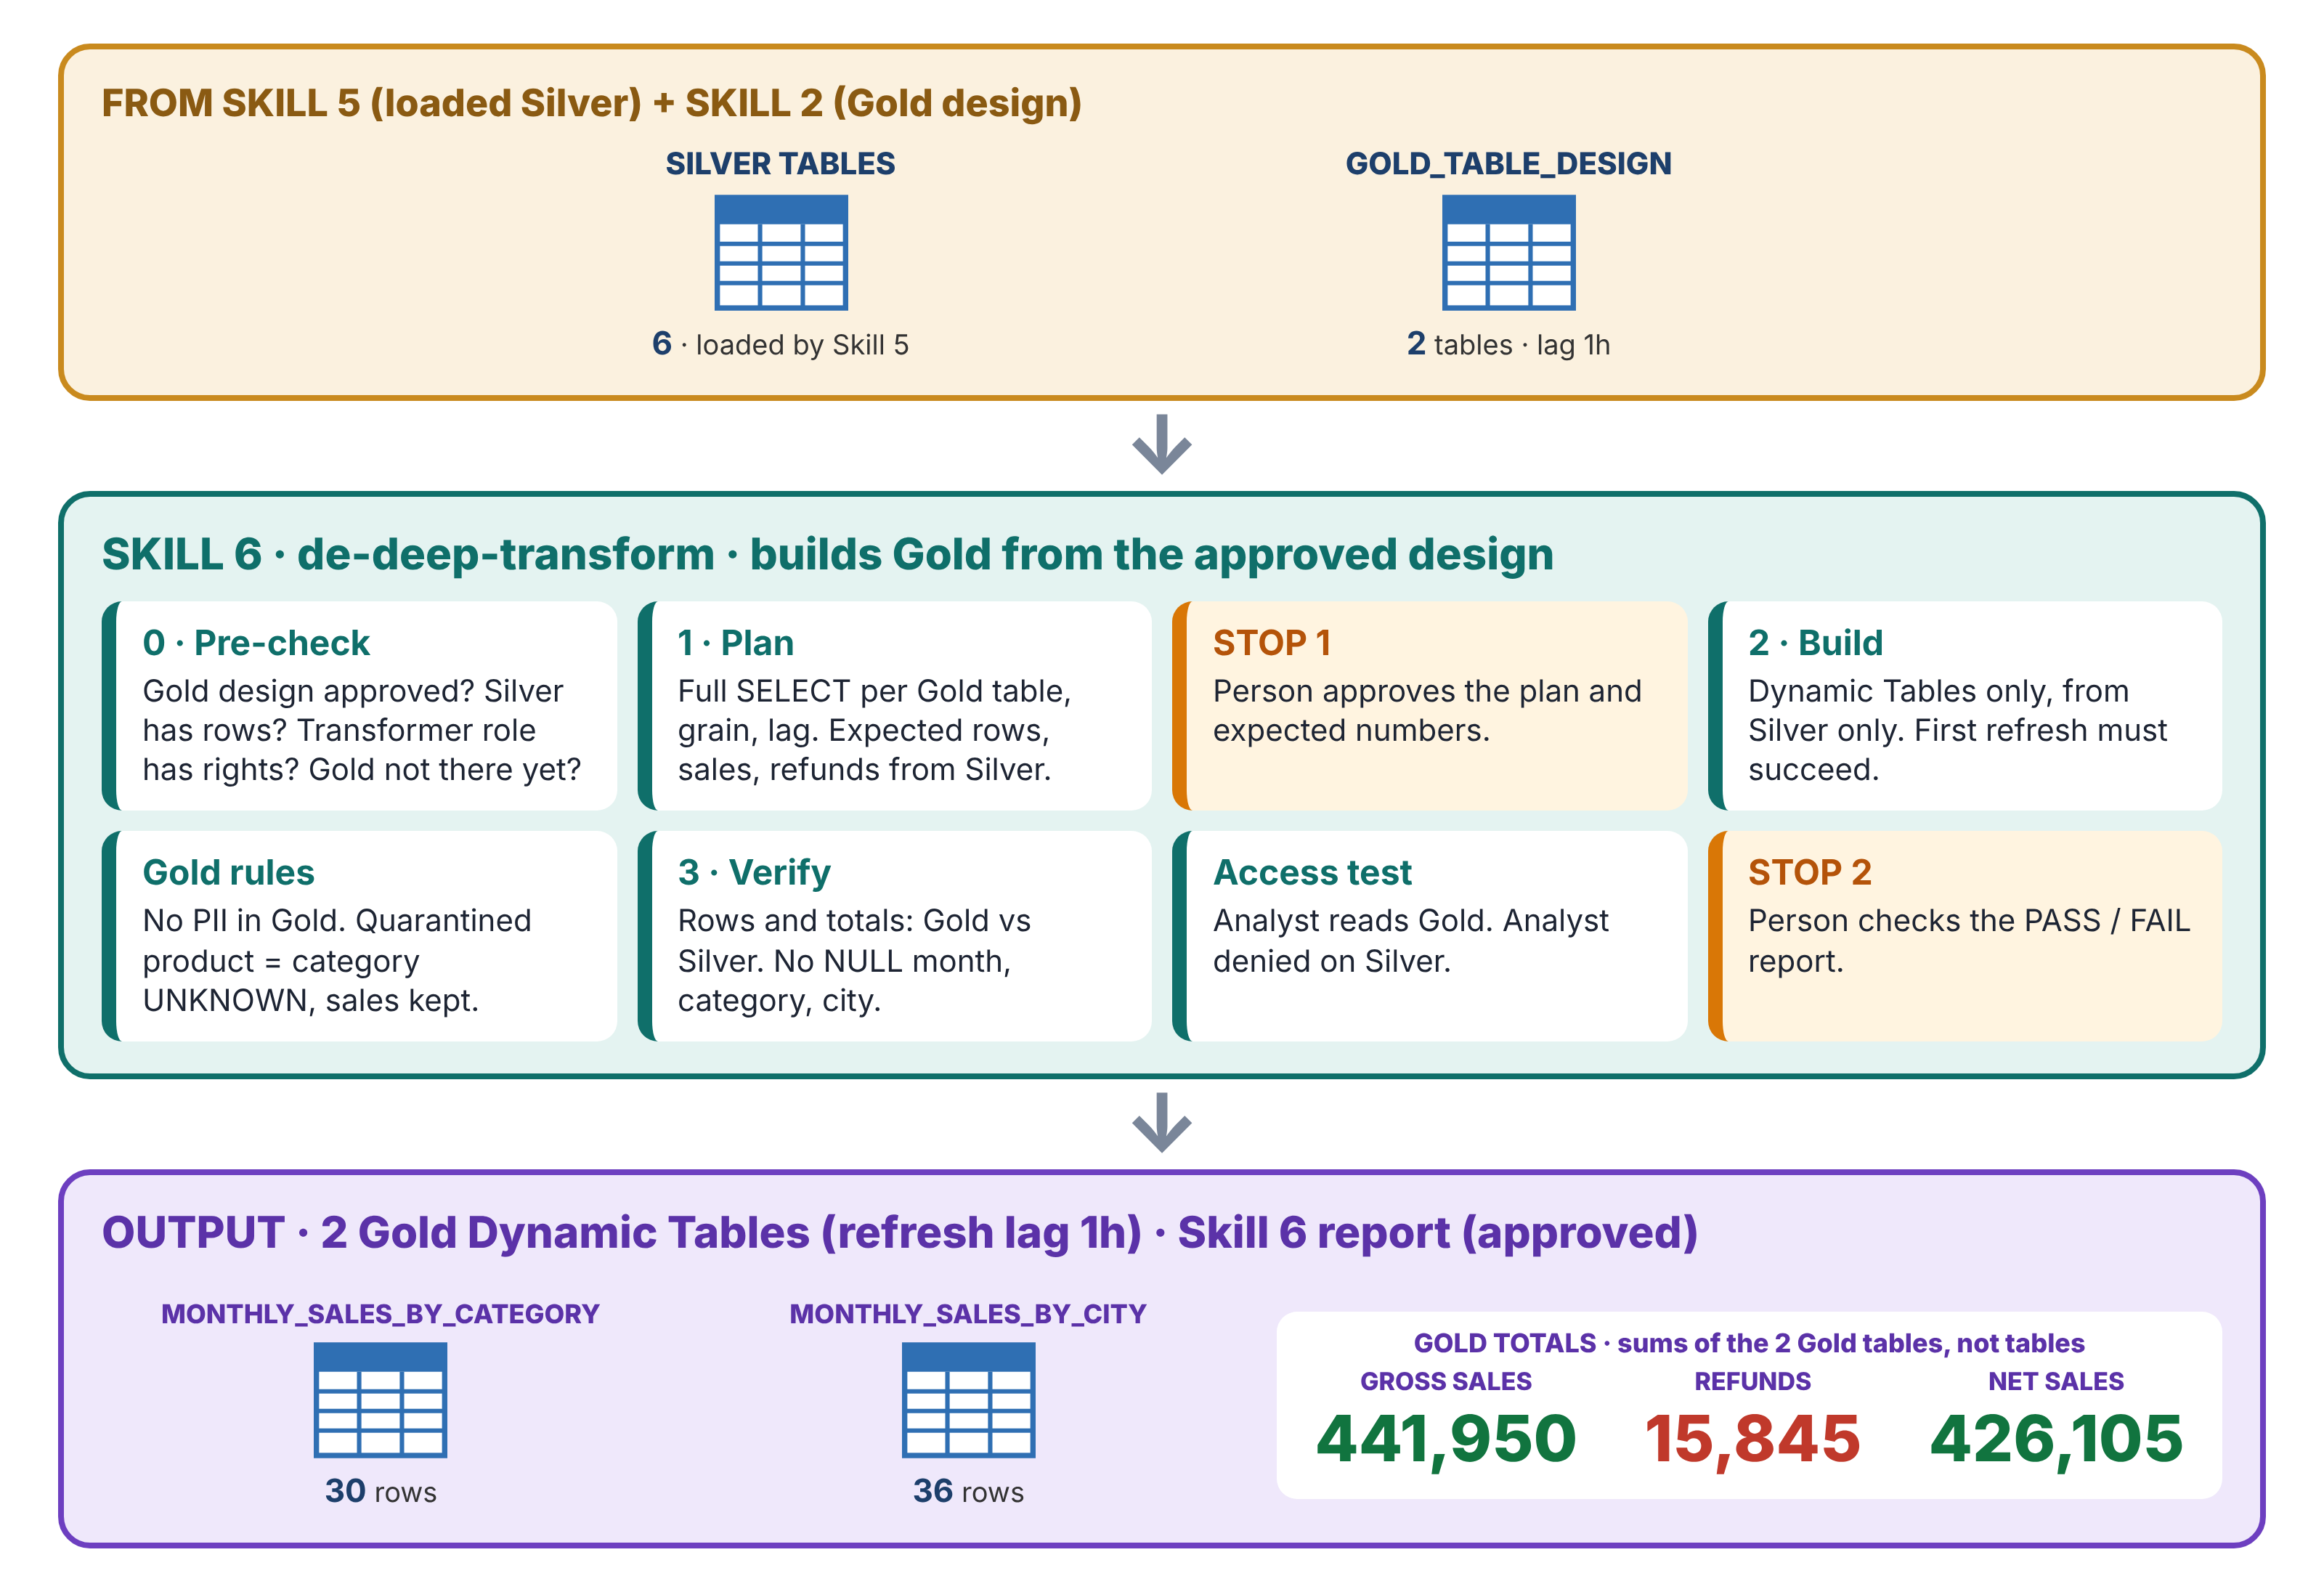 FROM SKILL 5 (loaded Silver) + SKILL 2 (Gold design)
SILVER TABLES
6 · loaded by Skill 5
GOLD_TABLE_DESIGN
2 tables · lag 1h
SKILL 6 · de-deep-transform · builds Gold from the approved design
0 · Pre-check
Gold design approved? Silver
has rows? Transformer role
has rights? Gold not there yet?
1 · Plan
Full SELECT per Gold table,
grain, lag. Expected rows,
sales, refunds from Silver.
STOP 1
Person approves the plan and
expected numbers.
2 · Build
Dynamic Tables only, from
Silver only. First refresh must
succeed.
Gold rules
No PII in Gold. Quarantined
product = category
UNKNOWN, sales kept.
3 · Verify
Rows and totals: Gold vs
Silver. No NULL month,
category, city.
Access test
Analyst reads Gold. Analyst
denied on Silver.
STOP 2
Person checks the PASS / FAIL
report.
OUTPUT · 2 Gold Dynamic Tables (refresh lag 1h) · Skill 6 report (approved)
MONTHLY_SALES_BY_CATEGORY
30 rows
MONTHLY_SALES_BY_CITY
36 rows
GOLD TOTALS · sums of the 2 Gold tables, not tables
GROSS SALES
441,950
REFUNDS
15,845
NET SALES
426,105